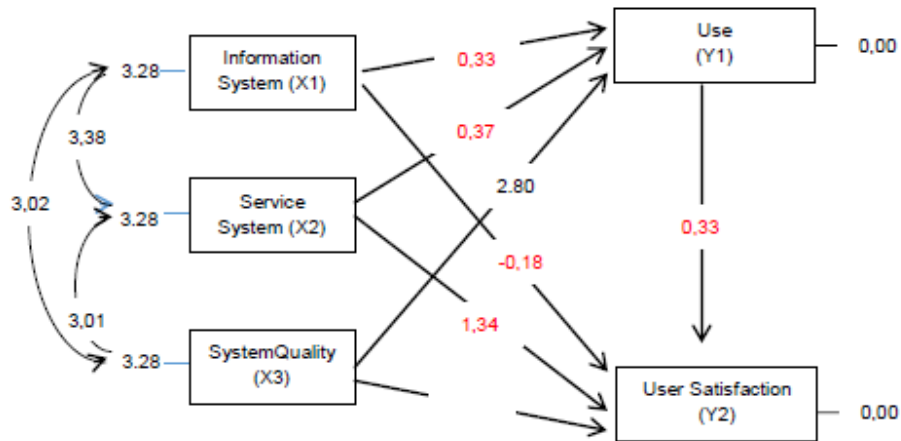 Information
System (X1)
Use
(Y1)
0,00
3.28
0,33
3,38
0,37
3,02
Service
System (X2)
3.28
2.80
0,33
-0,18
3,01
1,34
SystemQuality
(X3)
3.28
User Satisfaction
(Y2)
0,00